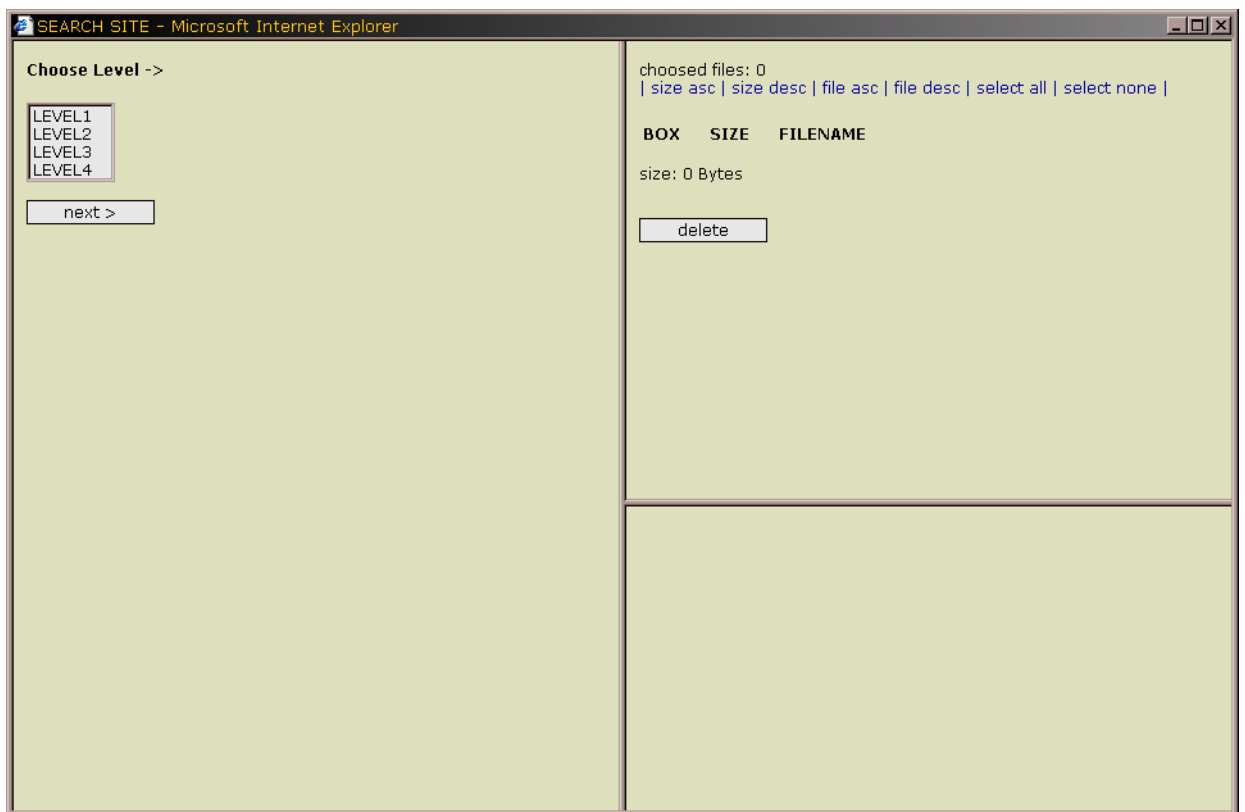 SEARCH SITE - Microsoft Internet Explorer
Choose Level ->
LEVEL1
LEVEL2
LEVEL3
LEVEL4
next >
choosed files: 0
| size asc | size desc | file asc | file desc | select all | select none |
BOX SIZE FILENAME
size: 0 Bytes
delete